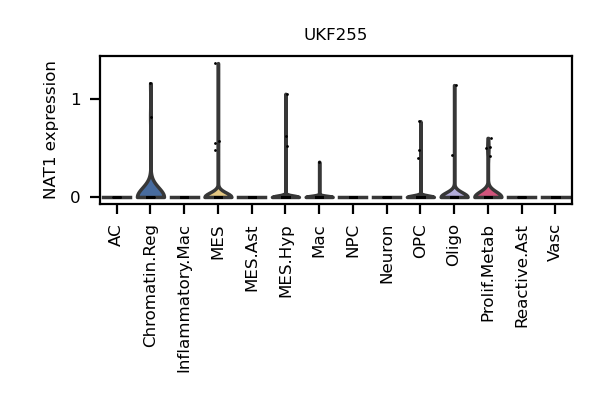 UKF255
NAT1 expression
1
0
AC
Chromatin.Reg
Inflammatory.Mac
MES
MES.Ast
MES.Hyp
Mac
NPC
Neuron
OPC
Oligo
Prolif.Metab
Reactive.Ast
Vasc